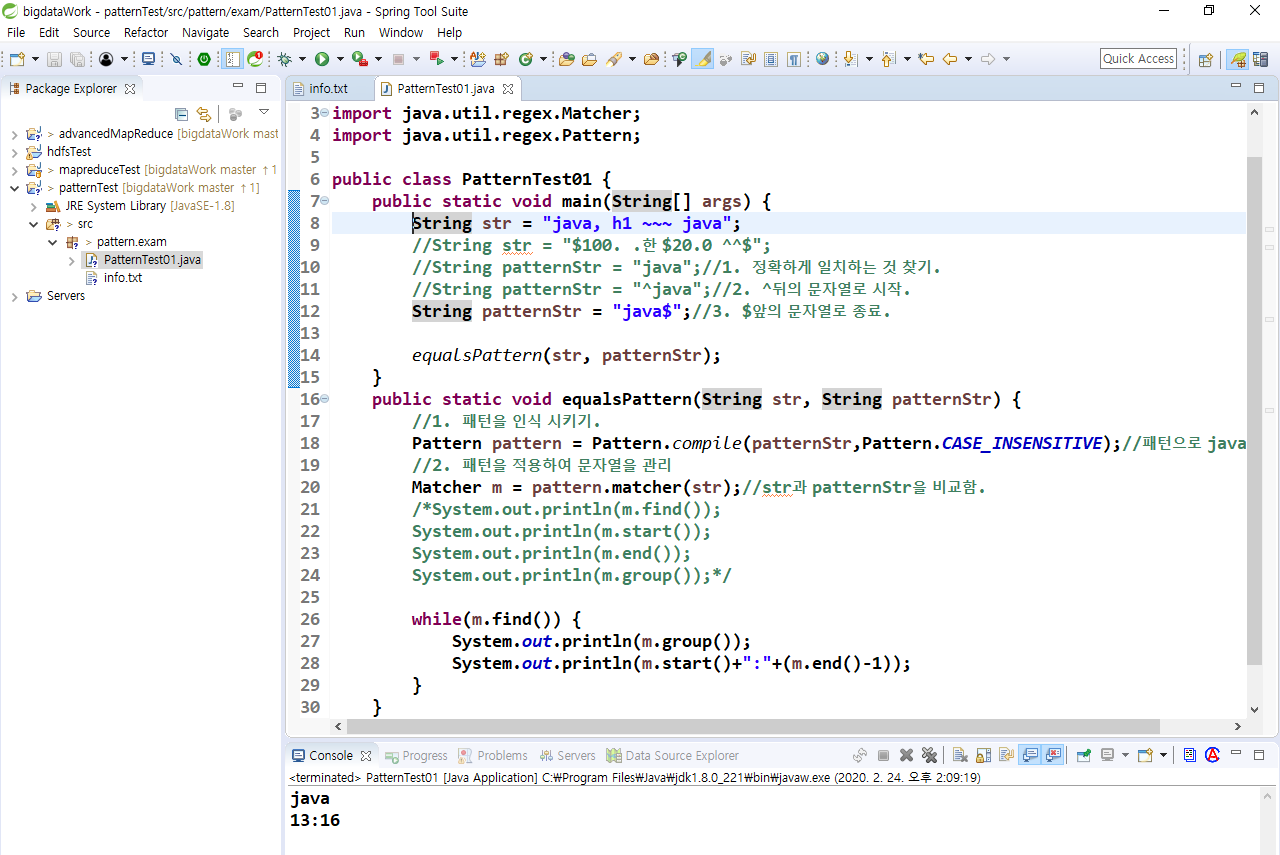 bigdataWork - patternTest/src/pattern/exam/PatternTest01.java - Spring Tool Suite
File Edit Source Refactor Navigate Search Project Run Window Help
Quick Access
Package Explorer
> advancedMapReduce [bigdataWork mast
hdfsTest
> mapreduceTest [bigdataWork master ↑1
> patternTest [bigdataWork master ↑1]
JRE System Library [JavaSE-1.8]
> src
> pattern.exam
PatternTest01.java
info.txt
Servers
info.txt PatternTest01.java
3 import java.util.regex.Matcher;
4 import java.util.regex.Pattern;
5
6 public class PatternTest01 {
7 public static void main(String[] args) {
8 String str = "java, h1 ~~~ java";
9 //String str = "$100. .한 $20.0 ^^$";
10 //String patternStr = "java";//1. 정확하게 일치하는 것 찾기.
11 //String patternStr = "^java";//2. ^뒤의 문자열로 시작.
12 String patternStr = "java$";//3. $앞의 문자열로 종료.
13
14 equalsPattern(str, patternStr);
15 }
16 public static void equalsPattern(String str, String patternStr) {
17 //1. 패턴을 인식 시키기.
18 Pattern pattern = Pattern.compile(patternStr,Pattern.CASE_INSENSITIVE);//패턴으로 java
19 //2. 패턴을 적용하여 문자열을 관리
20 Matcher m = pattern.matcher(str);//str과 patternStr을 비교함.
21 /*System.out.println(m.find());
22 System.out.println(m.start());
23 System.out.println(m.end());
24 System.out.println(m.group());*/
25
26 while(m.find()) {
27 System.out.println(m.group());
28 System.out.println(m.start()+":"+(m.end()-1));
29 }
30 }
Console Progress Problems Servers Data Source Explorer
<terminated> PatternTest01 [Java Application] C:₩Program Files₩Java₩jdk1.8.0_221₩bin₩javaw.exe (2020. 2. 24. 오후 2:09:19)
java
13:16